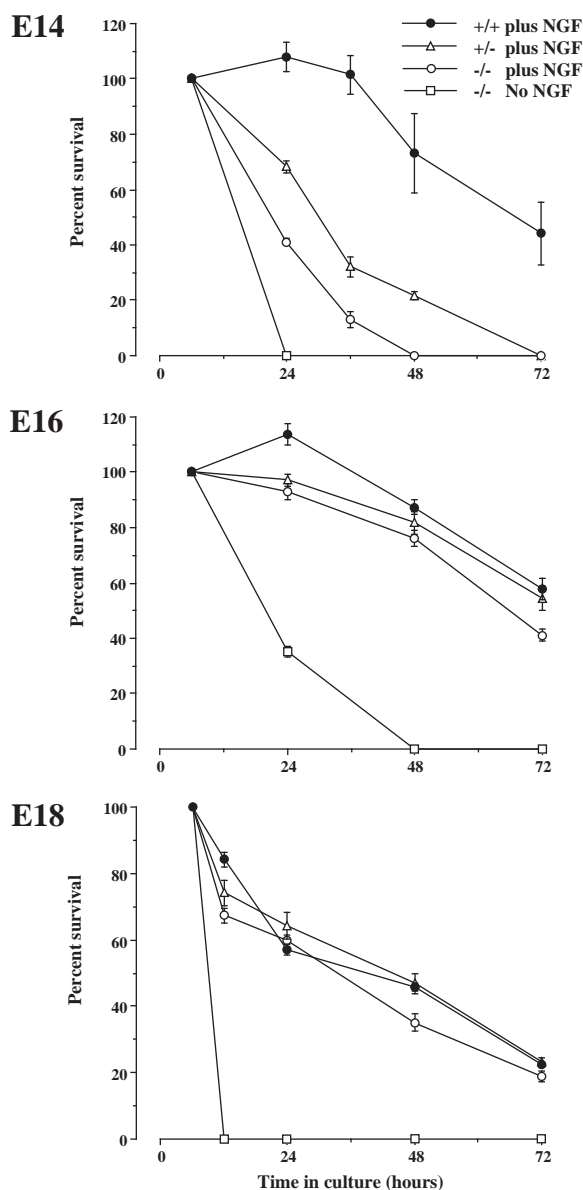 E14
+/+ plus NGF
+/- plus NGF
-/- plus NGF
-/- No NGF
Percent survival
120
100
80
60
40
20
0
0 24 48 72
E16
Percent survival
120
100
80
60
40
20
0
0 24 48 72
E18
Percent survival
100
80
60
40
20
0
0 24 48 72
Time in culture (hours)